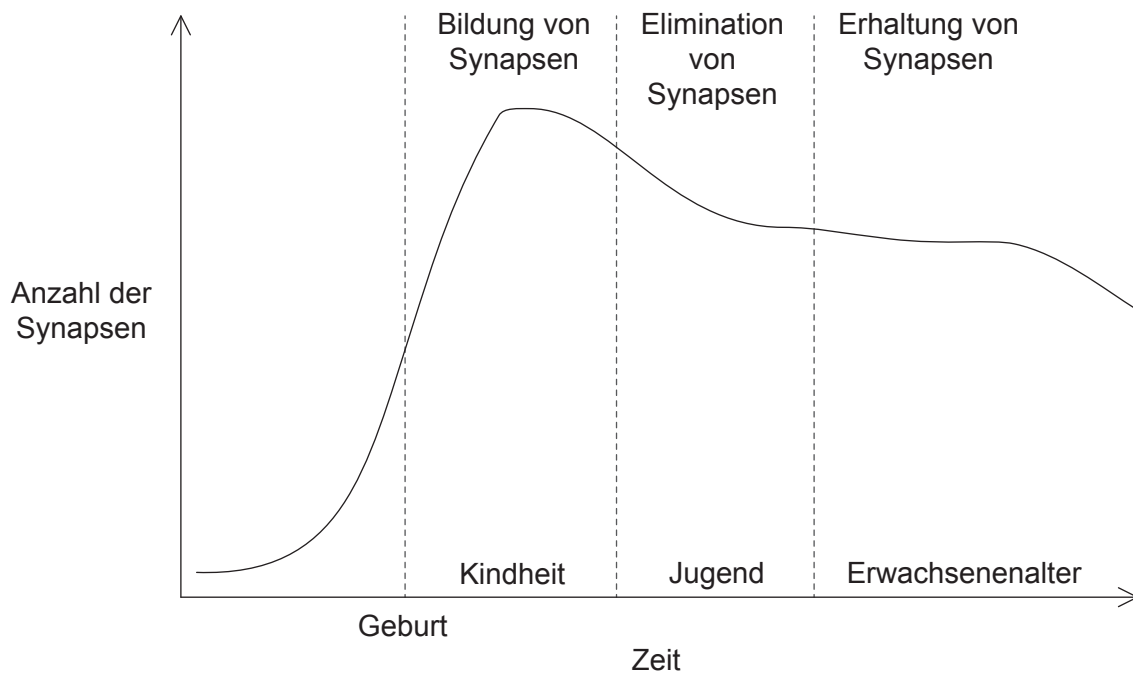 Bildung von
Synapsen
Elimination
von
Synapsen
Erhaltung von
Synapsen
Anzahl der
Synapsen
Kindheit
Jugend
Erwachsenenalter
Geburt
Zeit